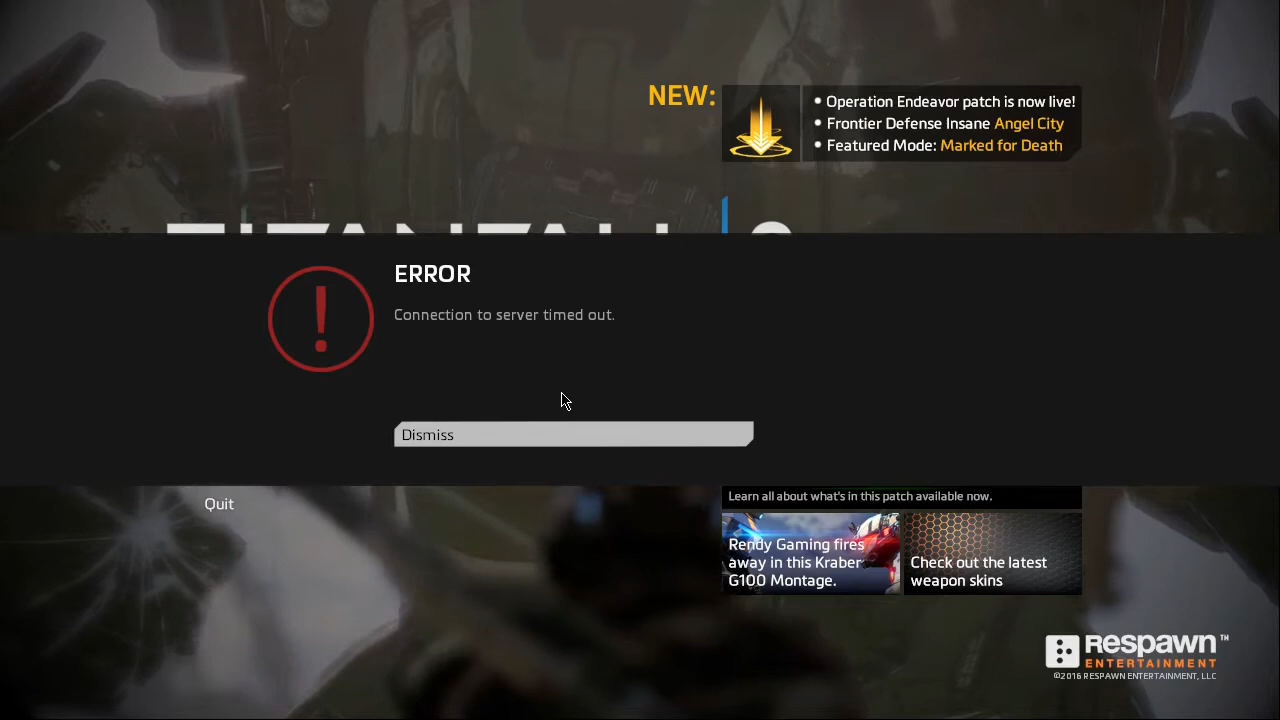 NEW:
• Operation Endeavor patch is now live!
• Frontier Defense Insane Angel City
• Featured Mode: Marked for Death
ERROR
Connection to server timed out.
Dismiss
Quit
Learn all about what's in this patch available now.
Rendy Gaming fires
away in this Kraber
G100 Montage.
Check out the latest
weapon skins
Respawn™
ENTERTAINMENT
©2016 RESPAWN ENTERTAINMENT, LLC